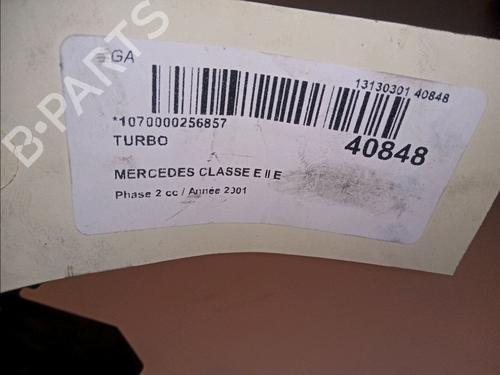 GA
13130301 40848
*1070000256857
TURBO
40848
MERCEDES CLASSE E II E
Phase 2 cc / Année 2001
B-PARTS